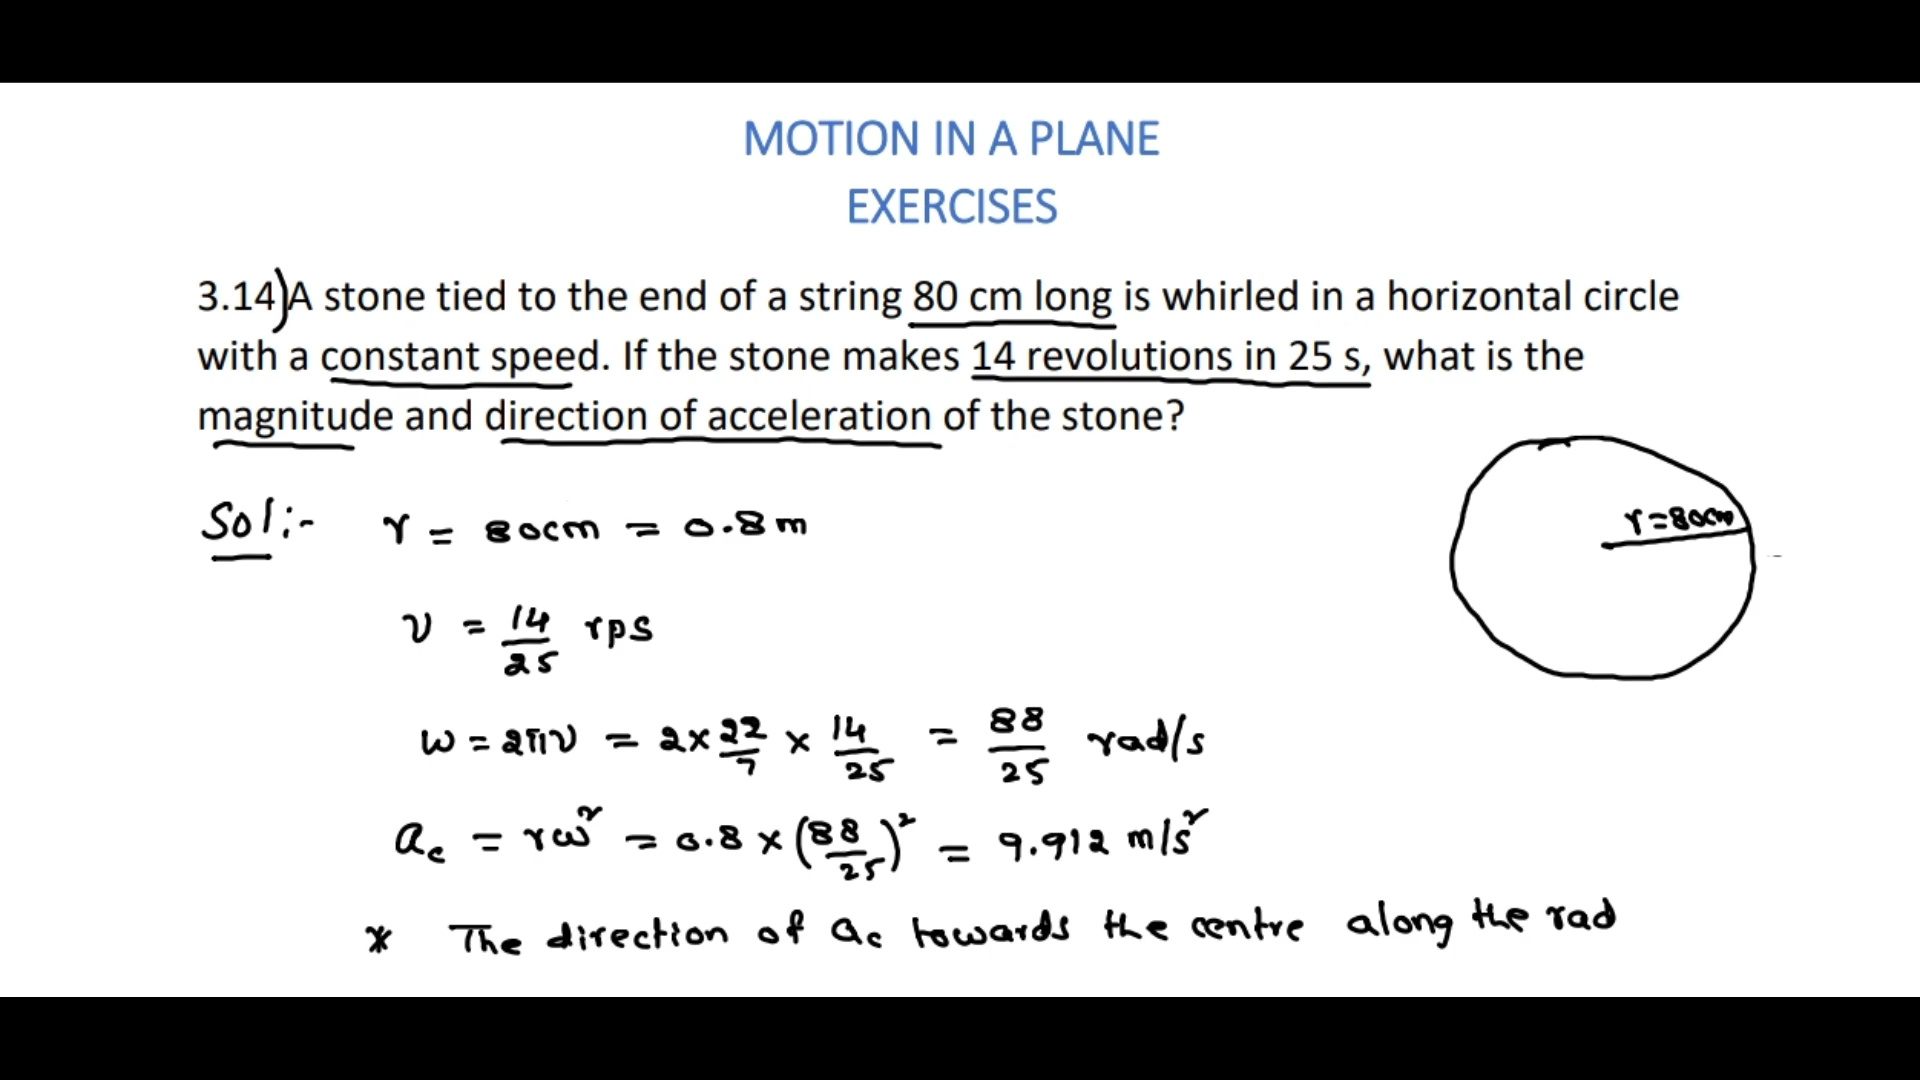 MOTION IN A PLANE
EXERCISES
3.14) A stone tied to the end of a string 80 cm long is whirled in a horizontal circle
with a constant speed. If the stone makes 14 revolutions in 25 s, what is the
magnitude and direction of acceleration of the stone?
r=80cm
Sol:- r = 80cm = 0.8m
ν = 14/25 rps
ω = 2πν = 2 × 22/7 × 14/25 = 88/25 rad/s
a_c = rω² = 0.8 × (88/25)² = 9.912 m/s²
* The direction of a_c towards the centre along the rad